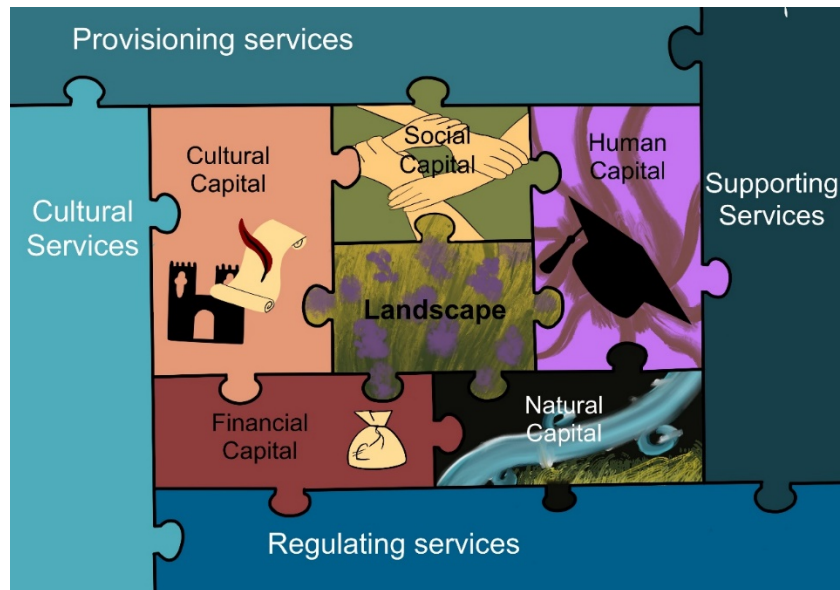 Provisioning services
Cultural
Capital
Social
Capital
Human
Capital
Cultural
Services
Supporting
Services
Landscape
Financial
Capital
Natural
Capital
Regulating services